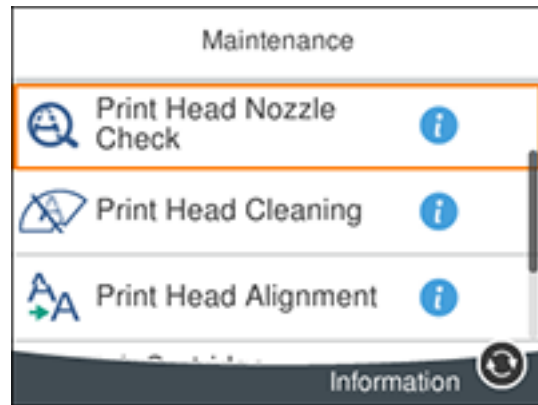 Maintenance
Print Head Nozzle
Check
Print Head Cleaning
Print Head Alignment
Information